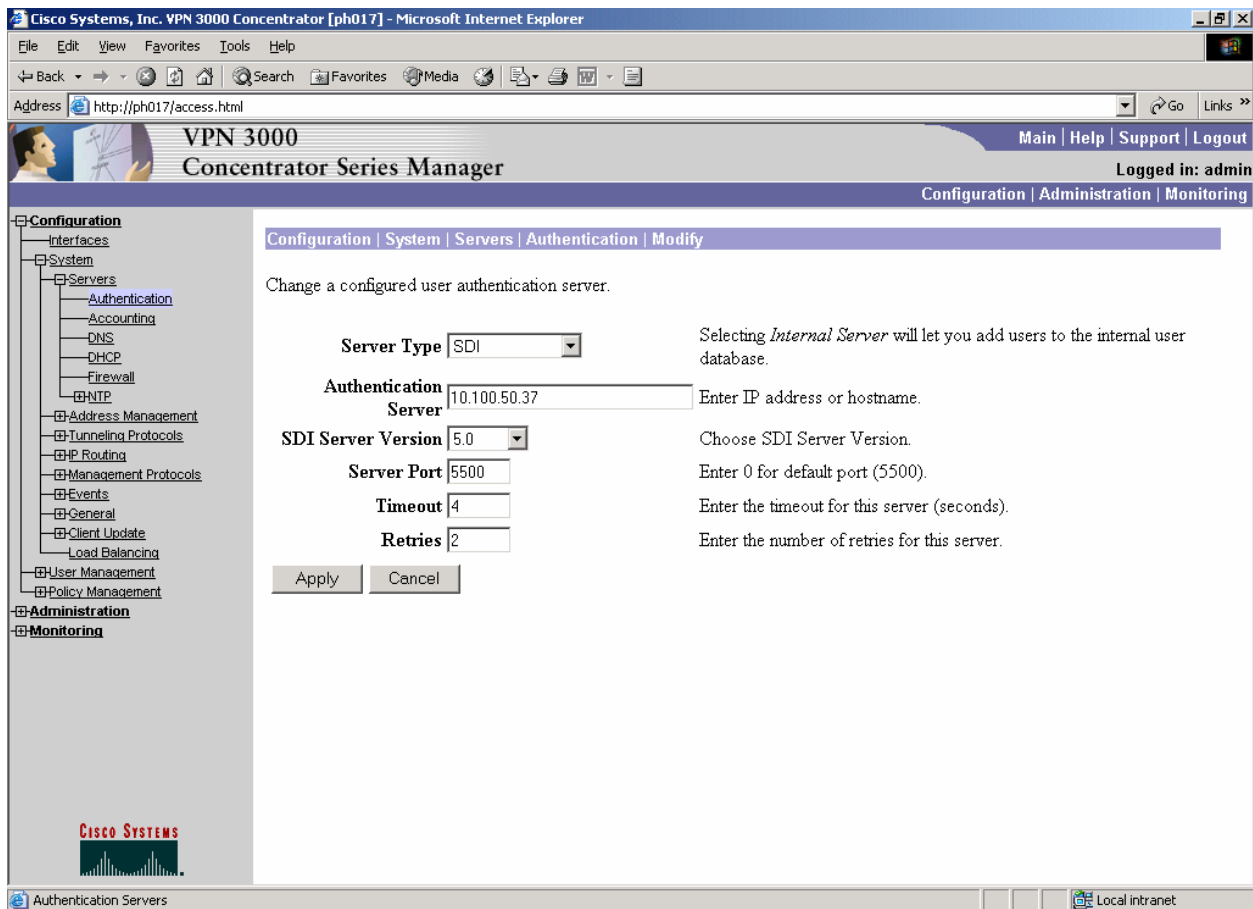 Cisco Systems, Inc. VPN 3000 Concentrator [ph017] - Microsoft Internet Explorer
File Edit View Favorites Tools Help
Back Search Favorites Media
Address http://ph017/access.html Go Links »
VPN 3000
Concentrator Series Manager
Main | Help | Support | Logout
Logged in: admin
Configuration | Administration | Monitoring
Configuration
Interfaces
System
Servers
Authentication
Accounting
DNS
DHCP
Firewall
NTP
Address Management
Tunneling Protocols
IP Routing
Management Protocols
Events
General
Client Update
Load Balancing
User Management
Policy Management
Administration
Monitoring
CISCO SYSTEMS
Configuration | System | Servers | Authentication | Modify
Change a configured user authentication server.
Server Type SDI Selecting Internal Server will let you add users to the internal user
database.
Authentication
Server 10.100.50.37 Enter IP address or hostname.
SDI Server Version 5.0 Choose SDI Server Version.
Server Port 5500 Enter 0 for default port (5500).
Timeout 4 Enter the timeout for this server (seconds).
Retries 2 Enter the number of retries for this server.
Apply Cancel
Authentication Servers Local intranet